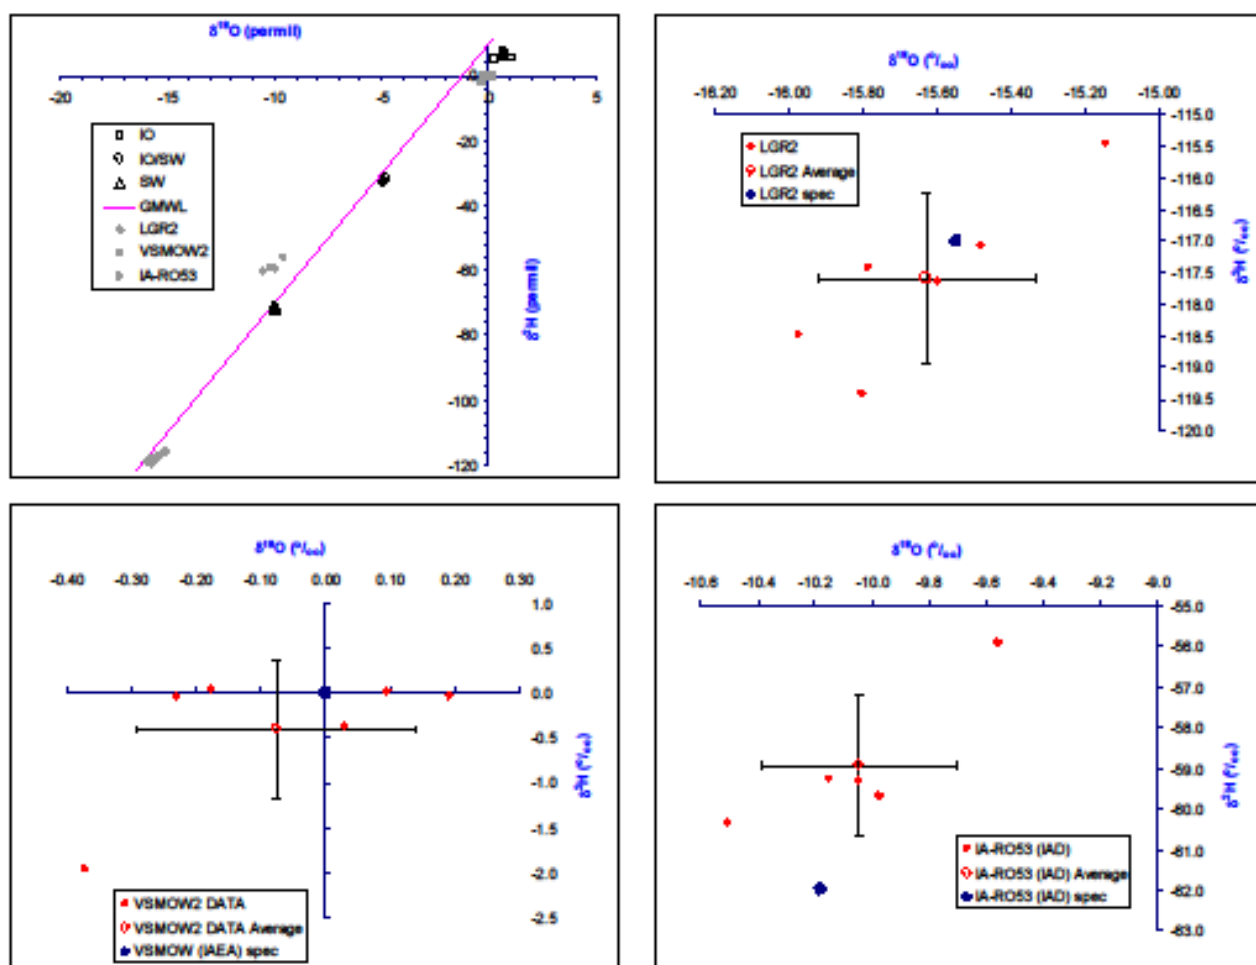 δ¹⁸O (permil)
-20 -15 -10 -5 0 5
-20
-40
-60
-80
-100
-120
δ²H (permil)
IO
IO/SW
SW
GMWL
LGR2
VSMOW2
IA-RO53
δ¹⁸O (°/oo)
-16.20 -16.00 -15.80 -15.60 -15.40 -15.20 -15.00
-115.0
-115.5
-116.0
-116.5
-117.0
-117.5
-118.0
-118.5
-119.0
-119.5
-120.0
δ²H (°/oo)
LGR2
LGR2 Average
LGR2 spec
δ¹⁸O (°/oo)
-0.40 -0.30 -0.20 -0.10 0.00 0.10 0.20 0.30
1.0
0.5
0.0
-0.5
-1.0
-1.5
-2.0
-2.5
δ²H (°/oo)
VSMOW2 DATA
VSMOW2 DATA Average
VSMOW (IAEA) spec
δ¹⁸O (°/oo)
-10.6 -10.4 -10.2 -10.0 -9.8 -9.6 -9.4 -9.2 -9.0
-55.0
-56.0
-57.0
-58.0
-59.0
-60.0
-61.0
-62.0
-63.0
δ²H (°/oo)
IA-RO53 (IAD)
IA-RO53 (IAD) Average
IA-RO53 (IAD) spec